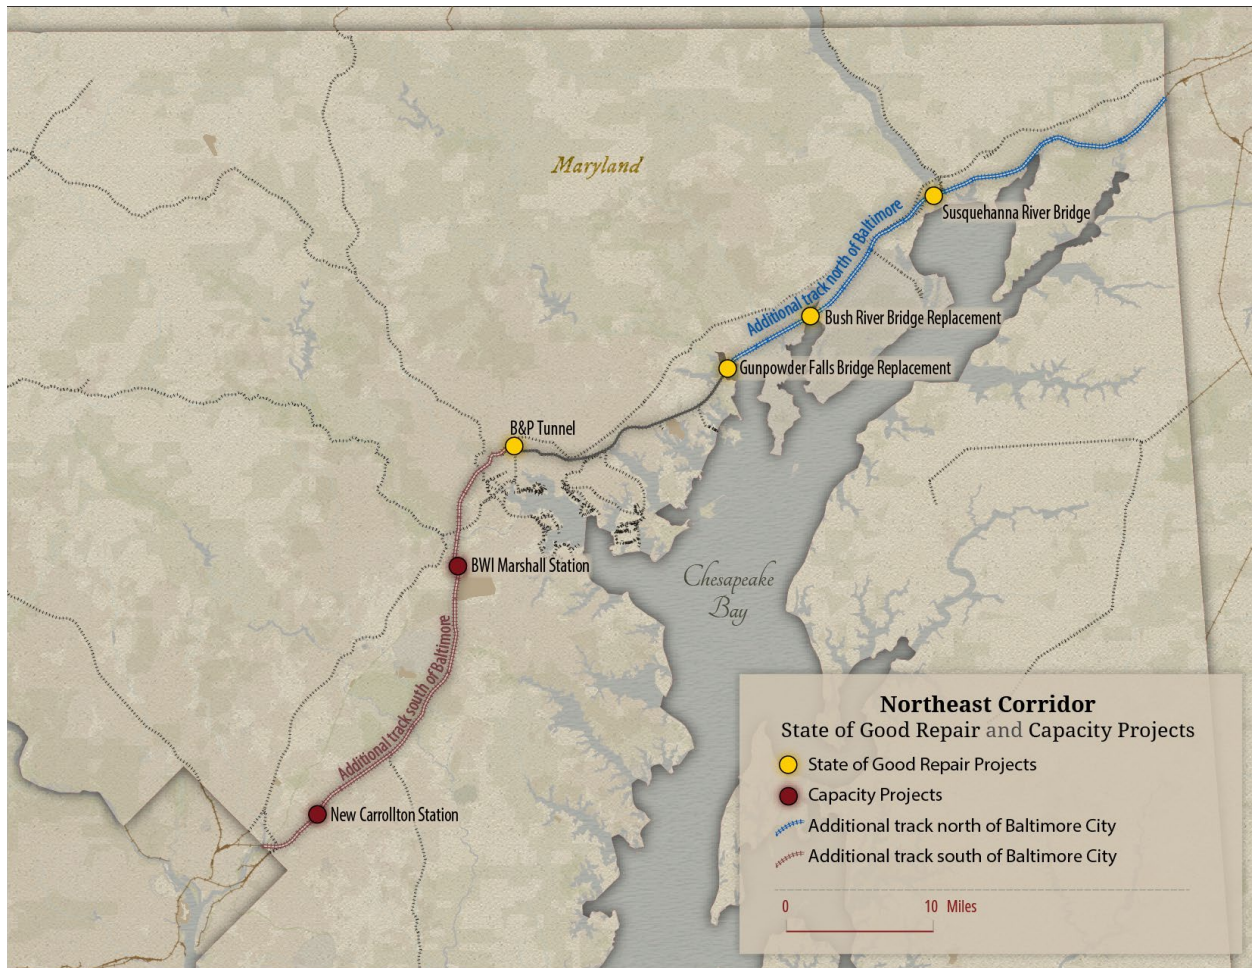 Maryland
Additional track north of Baltimore
Susquehanna River Bridge
Bush River Bridge Replacement
Gunpowder Falls Bridge Replacement
B&P Tunnel
BWI Marshall Station
Chesapeake
Bay
Additional track south of Baltimore
New Carrollton Station
Northeast Corridor
State of Good Repair and Capacity Projects
State of Good Repair Projects
Capacity Projects
Additional track north of Baltimore City
Additional track south of Baltimore City
0 10 Miles